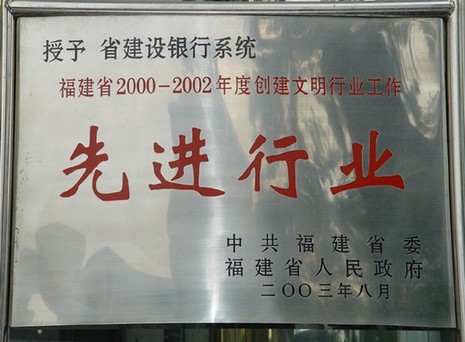 授予 省建设银行系统
福建省2000-2002年度创建文明行业工作
先进行业
中共福建省委
福建省人民政府
二〇〇三年八月